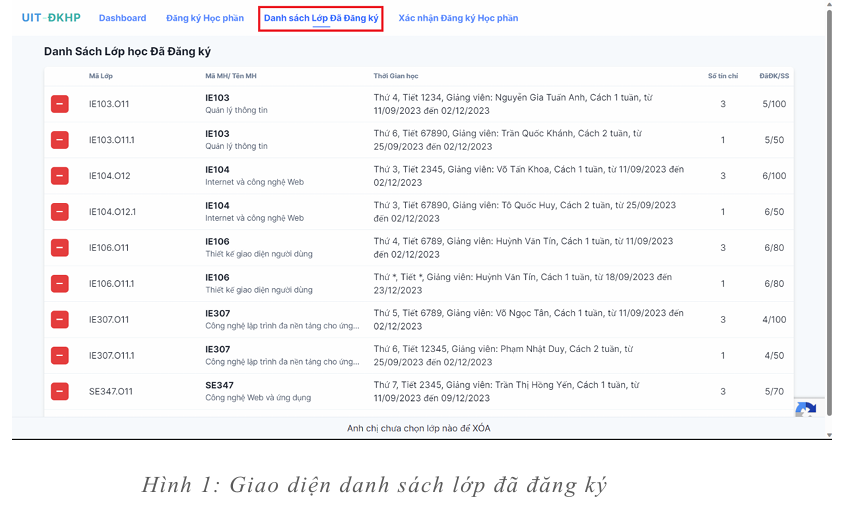 UIT-ĐKHP Dashboard Đăng ký Học phần Danh sách Lớp Đã Đăng ký Xác nhận Đăng Ký Học phần
Danh Sách Lớp học Đã Đăng ký
Mã Lớp Mã MH/ Tên MH Thời Gian học Số tín chỉ ĐãĐK/SS
IE103.O11 IE103 Thứ 4, Tiết 1234, Giảng viên: Nguyễn Gia Tuấn Anh, Cách 1 tuần, từ 3 5/100
Quản lý thông tin 11/09/2023 đến 02/12/2023
IE103.O11.1 IE103 Thứ 6, Tiết 67890, Giảng viên: Trần Quốc Khánh, Cách 2 tuần, từ 1 5/50
Quản lý thông tin 25/09/2023 đến 02/12/2023
IE104.O12 IE104 Thứ 3, Tiết 2345, Giảng viên: Võ Tấn Khoa, Cách 1 tuần, từ 11/09/2023 đến 3 6/100
Internet và công nghệ Web 02/12/2023
IE104.O12.1 IE104 Thứ 3, Tiết 67890, Giảng viên: Tô Quốc Huy, Cách 2 tuần, từ 25/09/2023 1 6/50
Internet và công nghệ Web đến 02/12/2023
IE106.O11 IE106 Thứ 4, Tiết 6789, Giảng viên: Huỳnh Văn Tín, Cách 1 tuần, từ 11/09/2023 3 6/80
Thiết kế giao diện người dùng đến 02/12/2023
IE106.O11.1 IE106 Thứ *, Tiết *, Giảng viên: Huỳnh Văn Tín, Cách 1 tuần, từ 18/09/2023 đến 1 6/80
Thiết kế giao diện người dùng 23/12/2023
IE307.O11 IE307 Thứ 5, Tiết 6789, Giảng viên: Võ Ngọc Tân, Cách 1 tuần, từ 11/09/2023 đến 3 4/100
Công nghệ lập trình đa nền tảng cho ứng... 02/12/2023
IE307.O11.1 IE307 Thứ 6, Tiết 12345, Giảng viên: Phạm Nhật Duy, Cách 2 tuần, từ 1 4/50
Công nghệ lập trình đa nền tảng cho ứng... 25/09/2023 đến 02/12/2023
SE347.O11 SE347 Thứ 7, Tiết 2345, Giảng viên: Trần Thị Hồng Yến, Cách 1 tuần, từ 3 5/70
Công nghệ Web và ứng dụng 11/09/2023 đến 09/12/2023
Anh chị chưa chọn lớp nào để XÓA
Hình 1: Giao diện danh sách lớp đã đăng ký